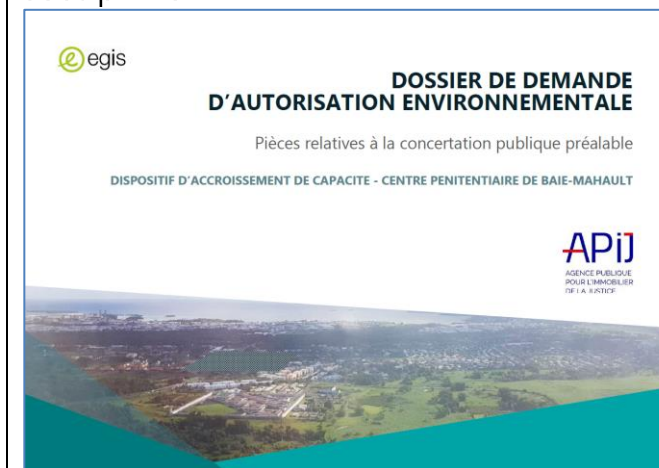 egis
DOSSIER DE DEMANDE
D'AUTORISATION ENVIRONNEMENTALE
Pièces relatives à la concertation publique préalable
DISPOSITIF D'ACCROISSEMENT DE CAPACITE - CENTRE PENITENTIAIRE DE BAIE-MAHAULT
APIJ
AGENCE PUBLIQUE
POUR L'IMMOBILIER
DE LA JUSTICE